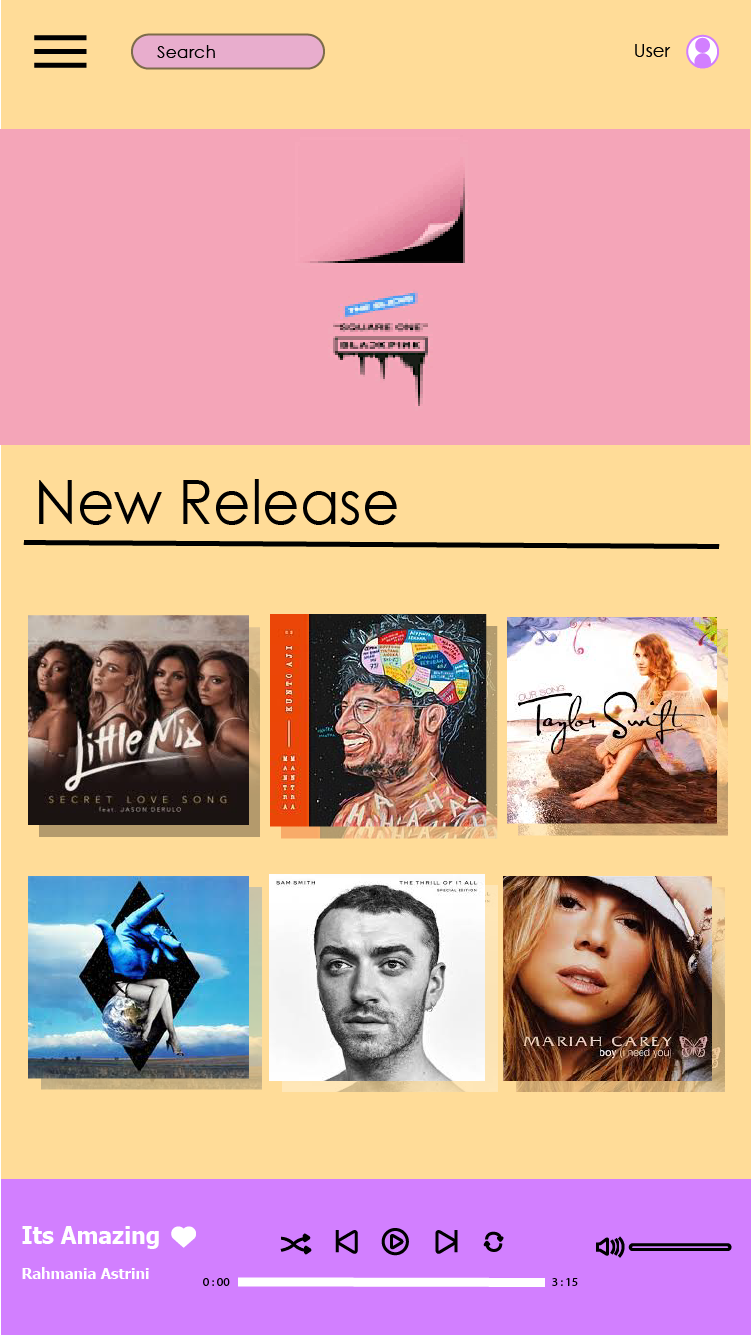 Search
User
"SQUARE ONE"
BLACKPINK
New Release
Little Mix
SECRET LOVE SONG
feat. JASON DERULO
KUNTO AJI
MANTRA MANTRA
OUR SONG
Taylor Swift
SAM SMITH THE THRILL OF IT ALL
SPECIAL EDITION
MARIAH CAREY
boy (i need you)
Its Amazing
Rahmania Astrini
0:00 3:15